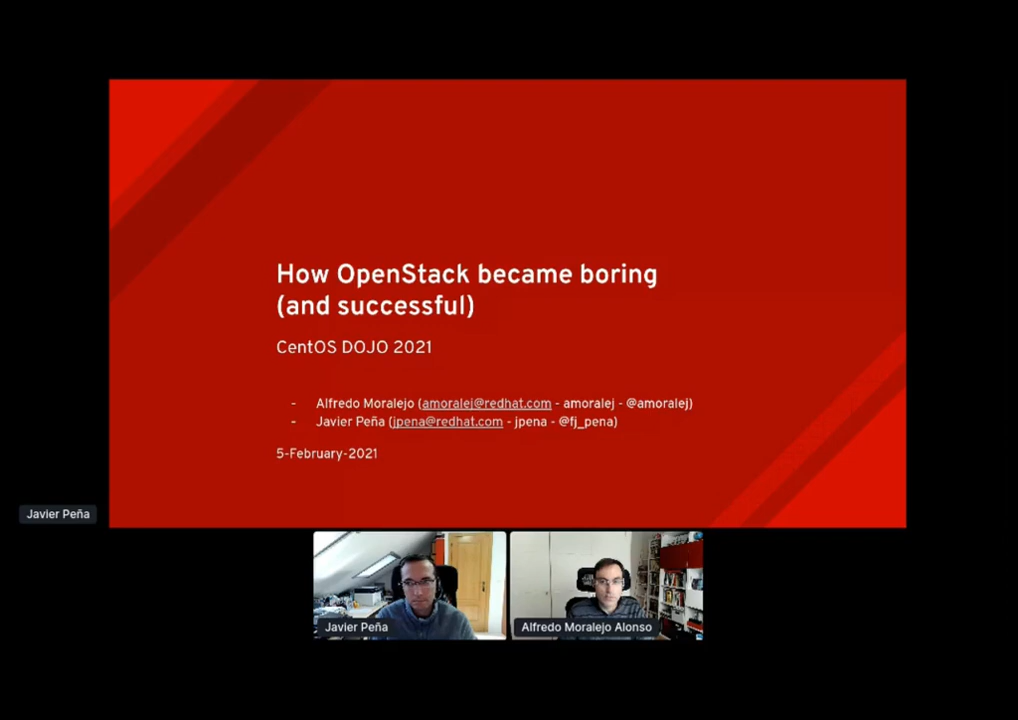 How OpenStack became boring
(and successful)
CentOS DOJO 2021
- Alfredo Moralejo (amoralej@redhat.com - amoralej - @amoralej)
- Javier Peña (jpena@redhat.com - jpena - @fj_pena)
5-February-2021
Javier Peña
Javier Peña
Alfredo Moralejo Alonso